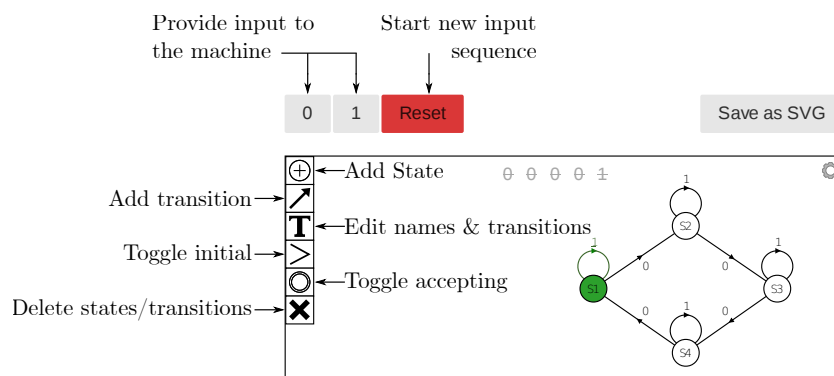 Provide input to
the machine
Start new input
sequence
0
1
Reset
Save as SVG
Add State
0 0 0 0 1
Add transition
T
Edit names & transitions
Toggle initial
Toggle accepting
Delete states/transitions
1
S2
1
1
0
0
S1
S3
0
1
0
S4